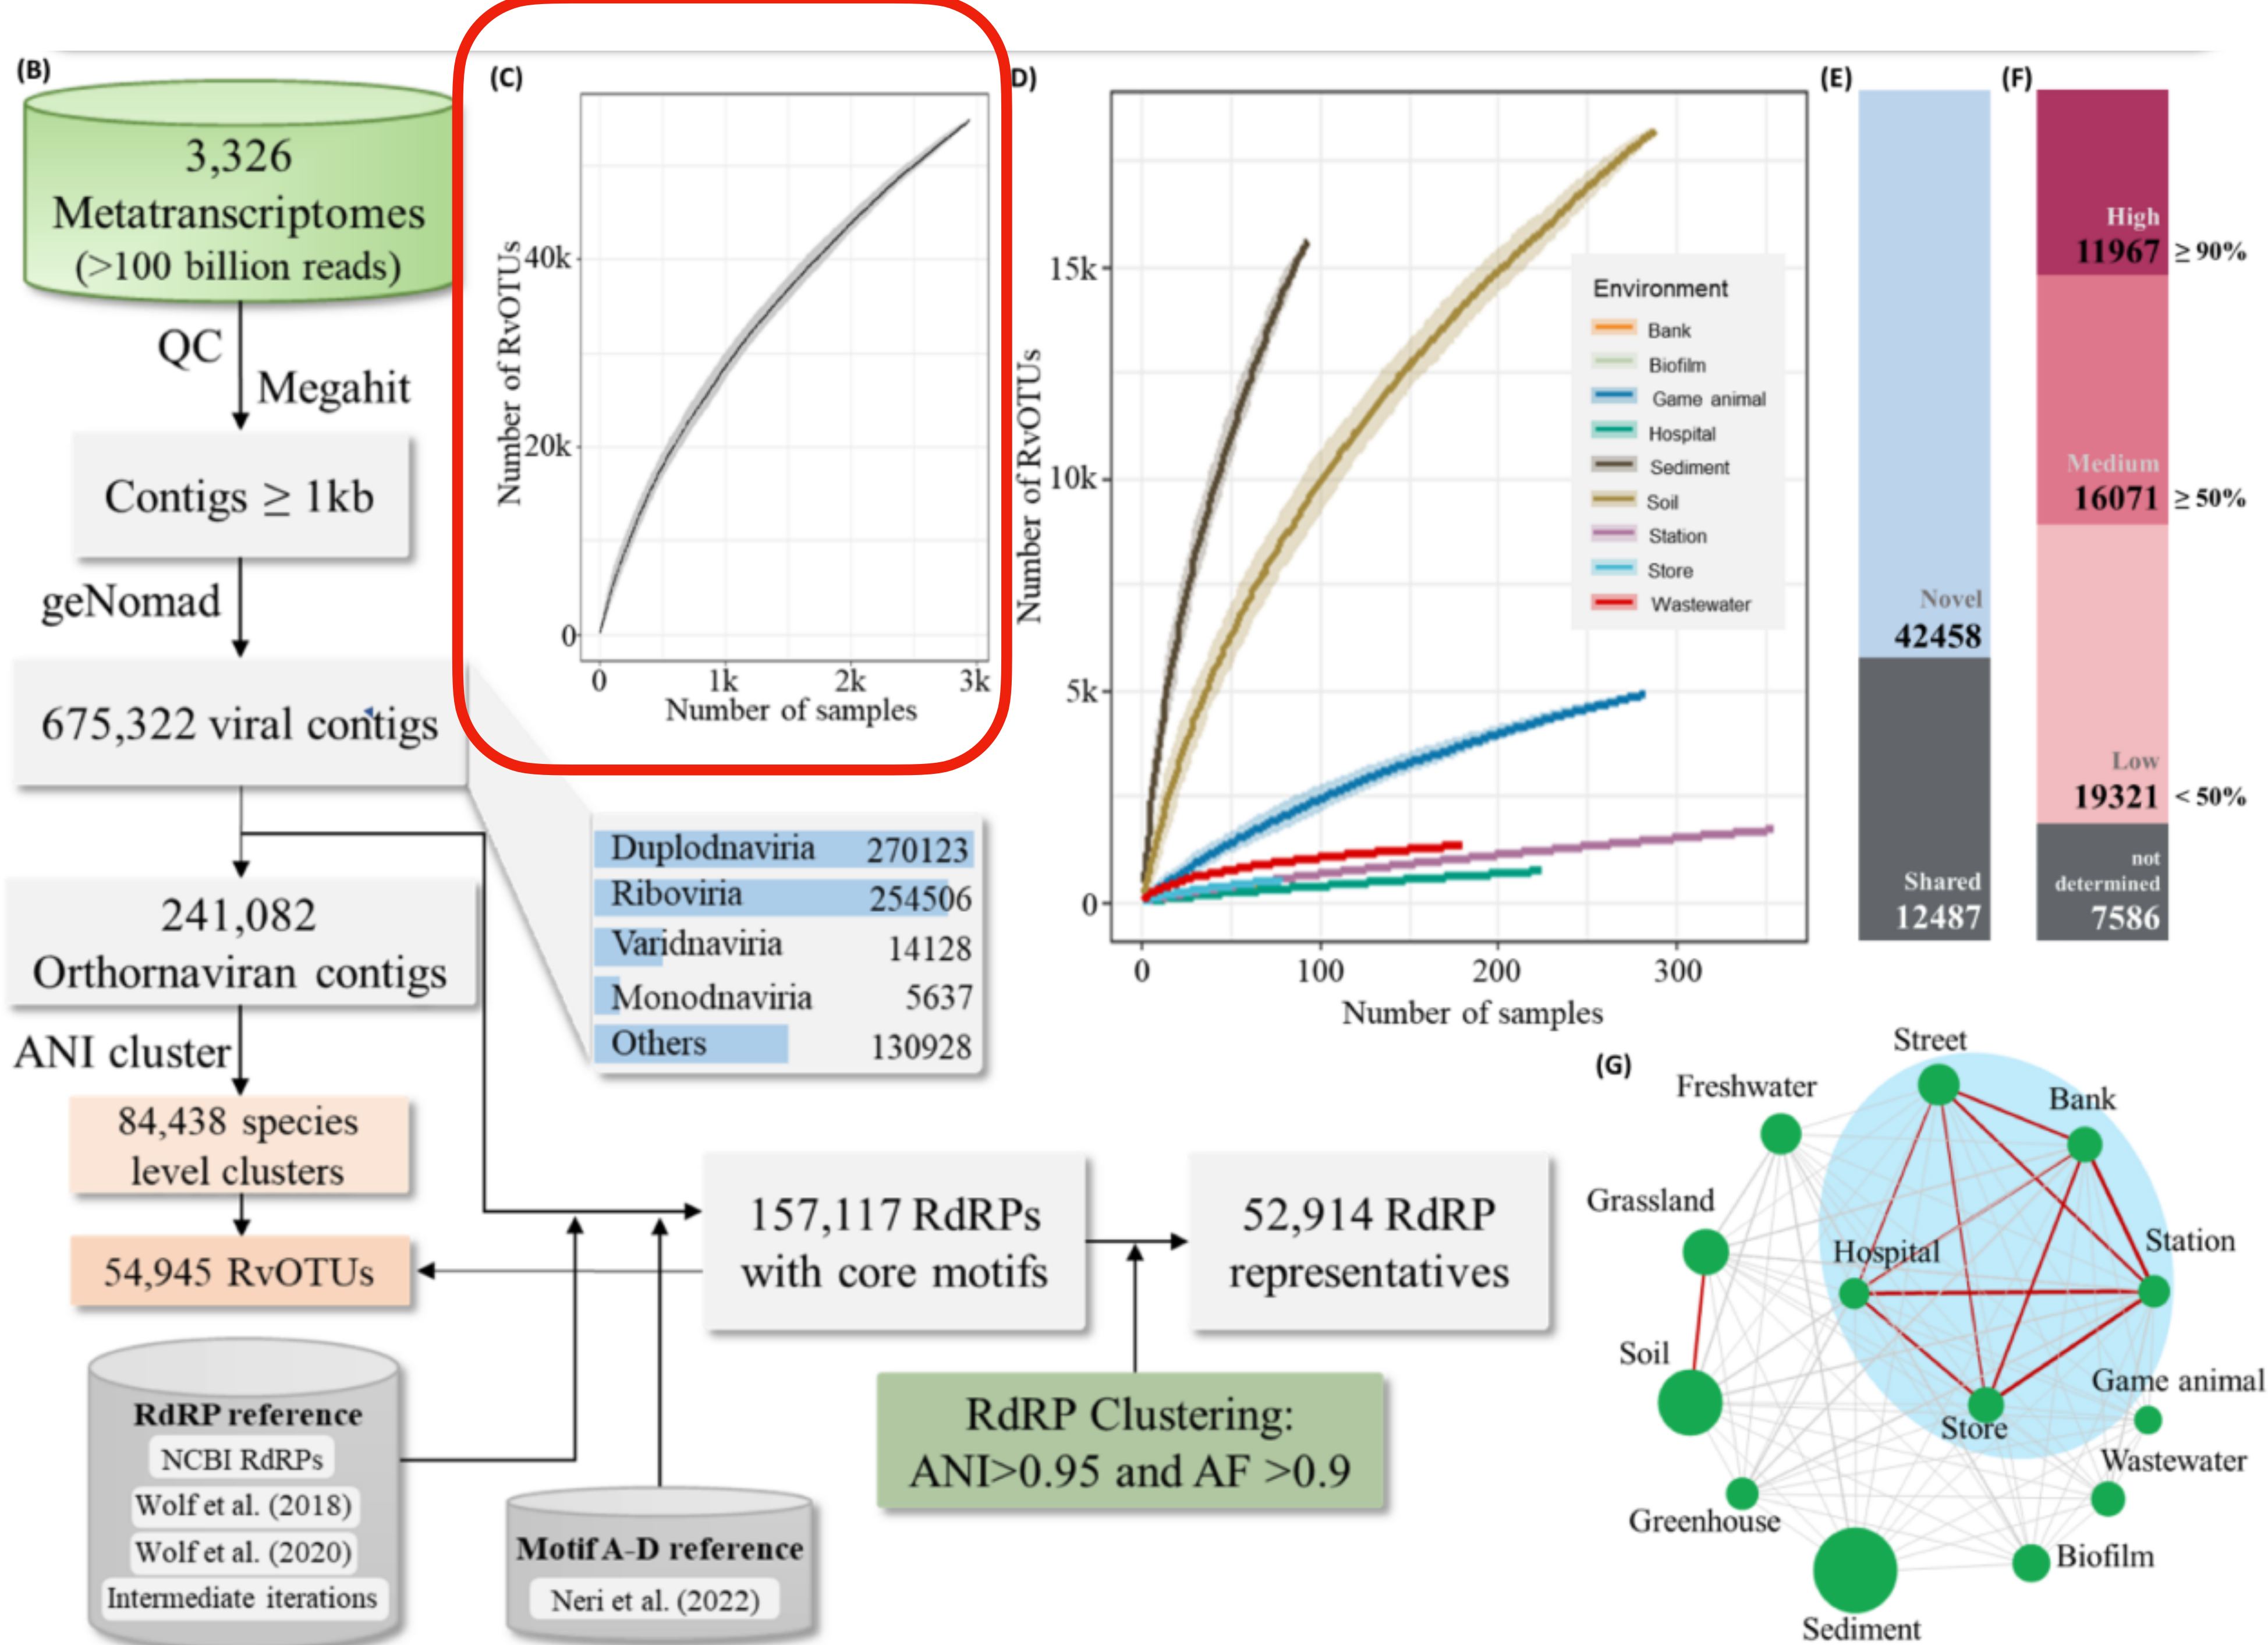 (B)
3,326
Metatranscriptomes
(>100 billion reads)
QC
Megahit
Contigs ≥ 1kb
geNomad
675,322 viral contigs
241,082
Orthornaviran contigs
ANI cluster
84,438 species
level clusters
54,945 RvOTUs
RdRP reference
NCBI RdRPs
Wolf et al. (2018)
Wolf et al. (2020)
Intermediate iterations
Motif A-D reference
Neri et al. (2022)
157,117 RdRPs
with core motifs
52,914 RdRP
representatives
RdRP Clustering:
ANI>0.95 and AF >0.9
Duplodnaviria 270123
Riboviria 254506
Varidnaviria 14128
Monodnaviria 5637
Others 130928
(C)
Number of RvOTUs
40k
20k
0
0 1k 2k 3k
Number of samples
D)
Number of RvOTUs
15k
10k
5k
0
0 100 200 300
Number of samples
Environment
Bank
Biofilm
Game animal
Hospital
Sediment
Soil
Station
Store
Wastewater
(E)
Novel
42458
Shared
12487
(F)
High
11967 ≥ 90%
Medium
16071 ≥ 50%
Low
19321 < 50%
not
determined
7586
(G)
Street
Freshwater
Bank
Grassland
Station
Hospital
Soil
Game animal
Store
Wastewater
Greenhouse
Biofilm
Sediment